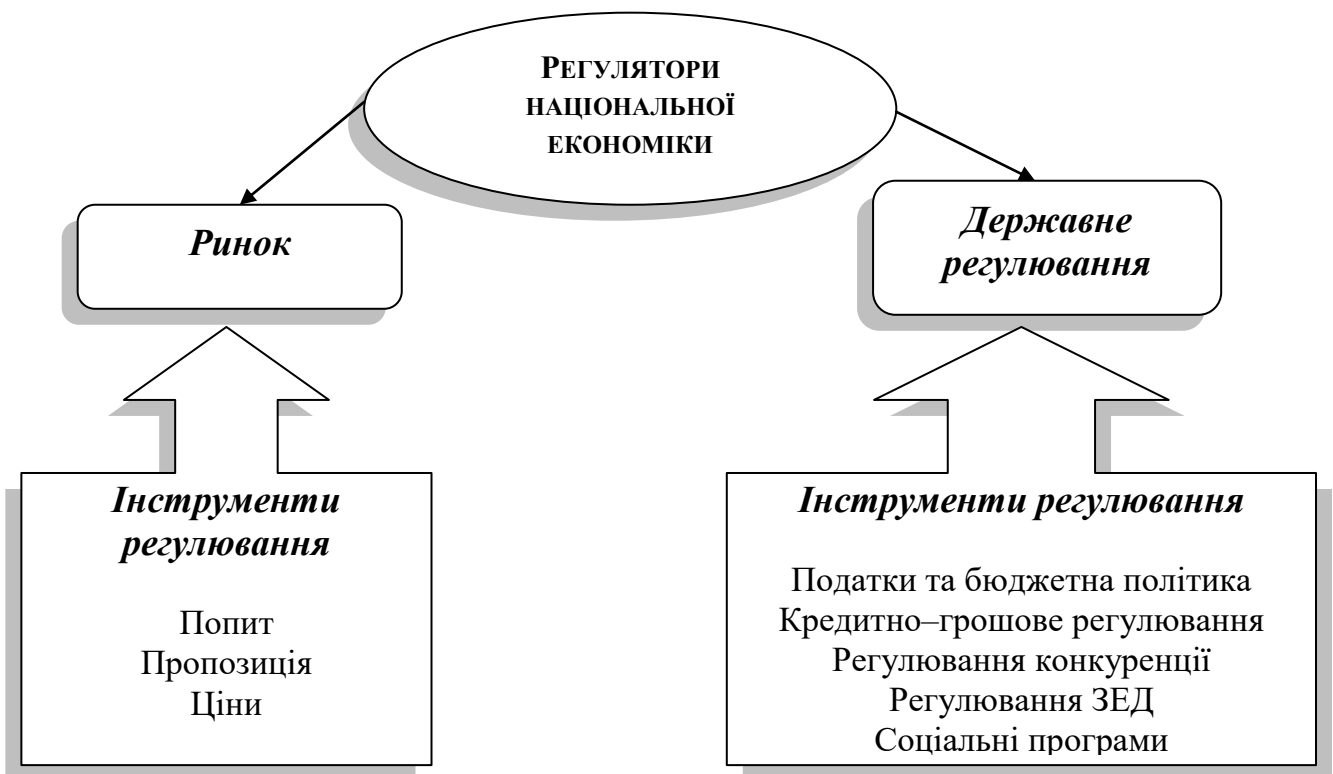 РЕГУЛЯТОРИ
НАЦІОНАЛЬНОЇ
ЕКОНОМІКИ
Ринок
Державне
регулювання
Інструменти
регулювання
Попит
Пропозиція
Ціни
Інструменти регулювання
Податки та бюджетна політика
Кредитно–грошове регулювання
Регулювання конкуренції
Регулювання ЗЕД
Соціальні програми